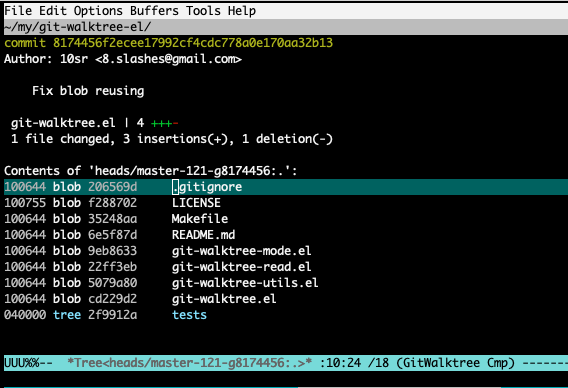 File Edit Options Buffers Tools Help
~/my/git-walktree-el/
commit 8174456f2ecee17992cf4cdc778a0e170aa32b13
Author: 10sr <8.slashes@gmail.com>
Fix blob reusing
git-walktree.el | 4 +++-
1 file changed, 3 insertions(+), 1 deletion(-)
Contents of 'heads/master-121-g8174456:.':
100644 blob 206569d .gitignore
100755 blob f288702 LICENSE
100644 blob 35248aa Makefile
100644 blob 6e5f87d README.md
100644 blob 9eb8633 git-walktree-mode.el
100644 blob 22ff3eb git-walktree-read.el
100644 blob 5079a80 git-walktree-utils.el
100644 blob cd229d2 git-walktree.el
040000 tree 2f9912a tests
UUU%%-- *Tree<heads/master-121-g8174456:.>* :10:24 /18 (GitWalktree Cmp) -------